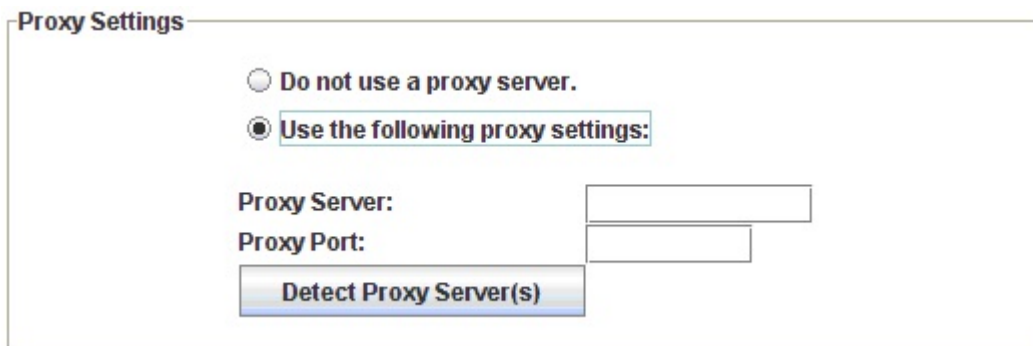 Proxy Settings
Do not use a proxy server.
Use the following proxy settings:
Proxy Server:
Proxy Port:
Detect Proxy Server(s)